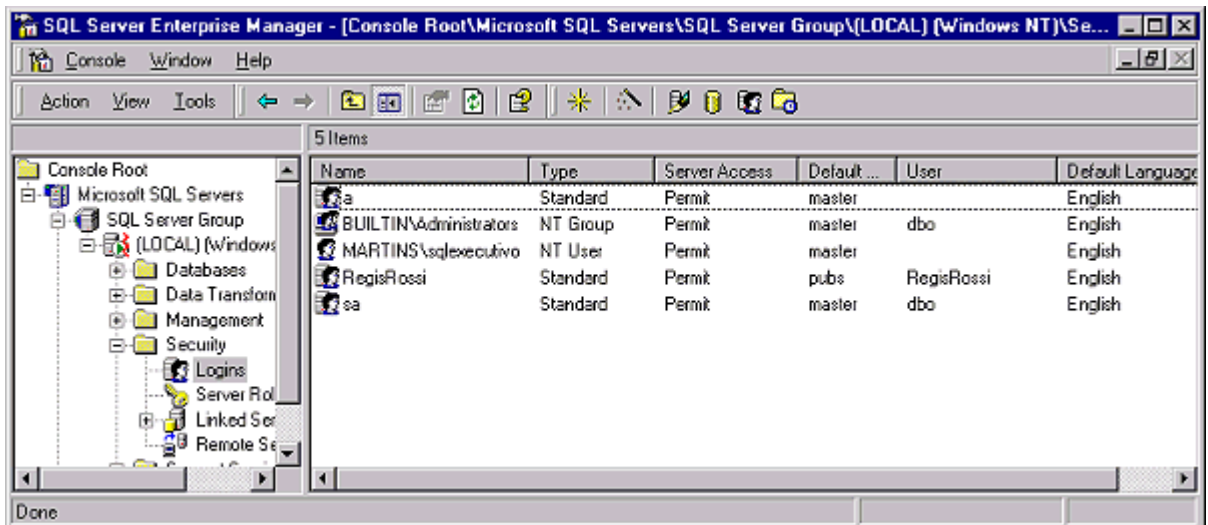 SQL Server Enterprise Manager - [Console Root\Microsoft SQL Servers\SQL Server Group\(LOCAL) (Windows NT)\Se...
Console Window Help
Action View Tools
5 Items
Console Root
Microsoft SQL Servers
SQL Server Group
(LOCAL) (Windows
Databases
Data Transform
Management
Security
Logins
Server Rol
Linked Ser
Remote Se
Name Type Server Access Default ... User Default Language
a Standard Permit master English
BUILTIN\Administrators NT Group Permit master dbo English
MARTINS\sqlexecutivo NT User Permit master English
RegisRossi Standard Permit pubs RegisRossi English
sa Standard Permit master dbo English
Done